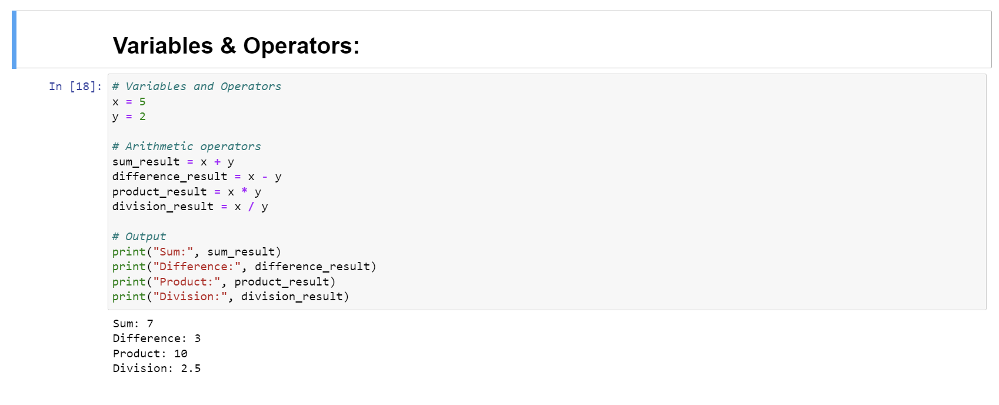 Variables & Operators:
In [18]:
# Variables and Operators
x = 5
y = 2
# Arithmetic operators
sum_result = x + y
difference_result = x - y
product_result = x * y
division_result = x / y
# Output
print("Sum:", sum_result)
print("Difference:", difference_result)
print("Product:", product_result)
print("Division:", division_result)
Sum: 7
Difference: 3
Product: 10
Division: 2.5